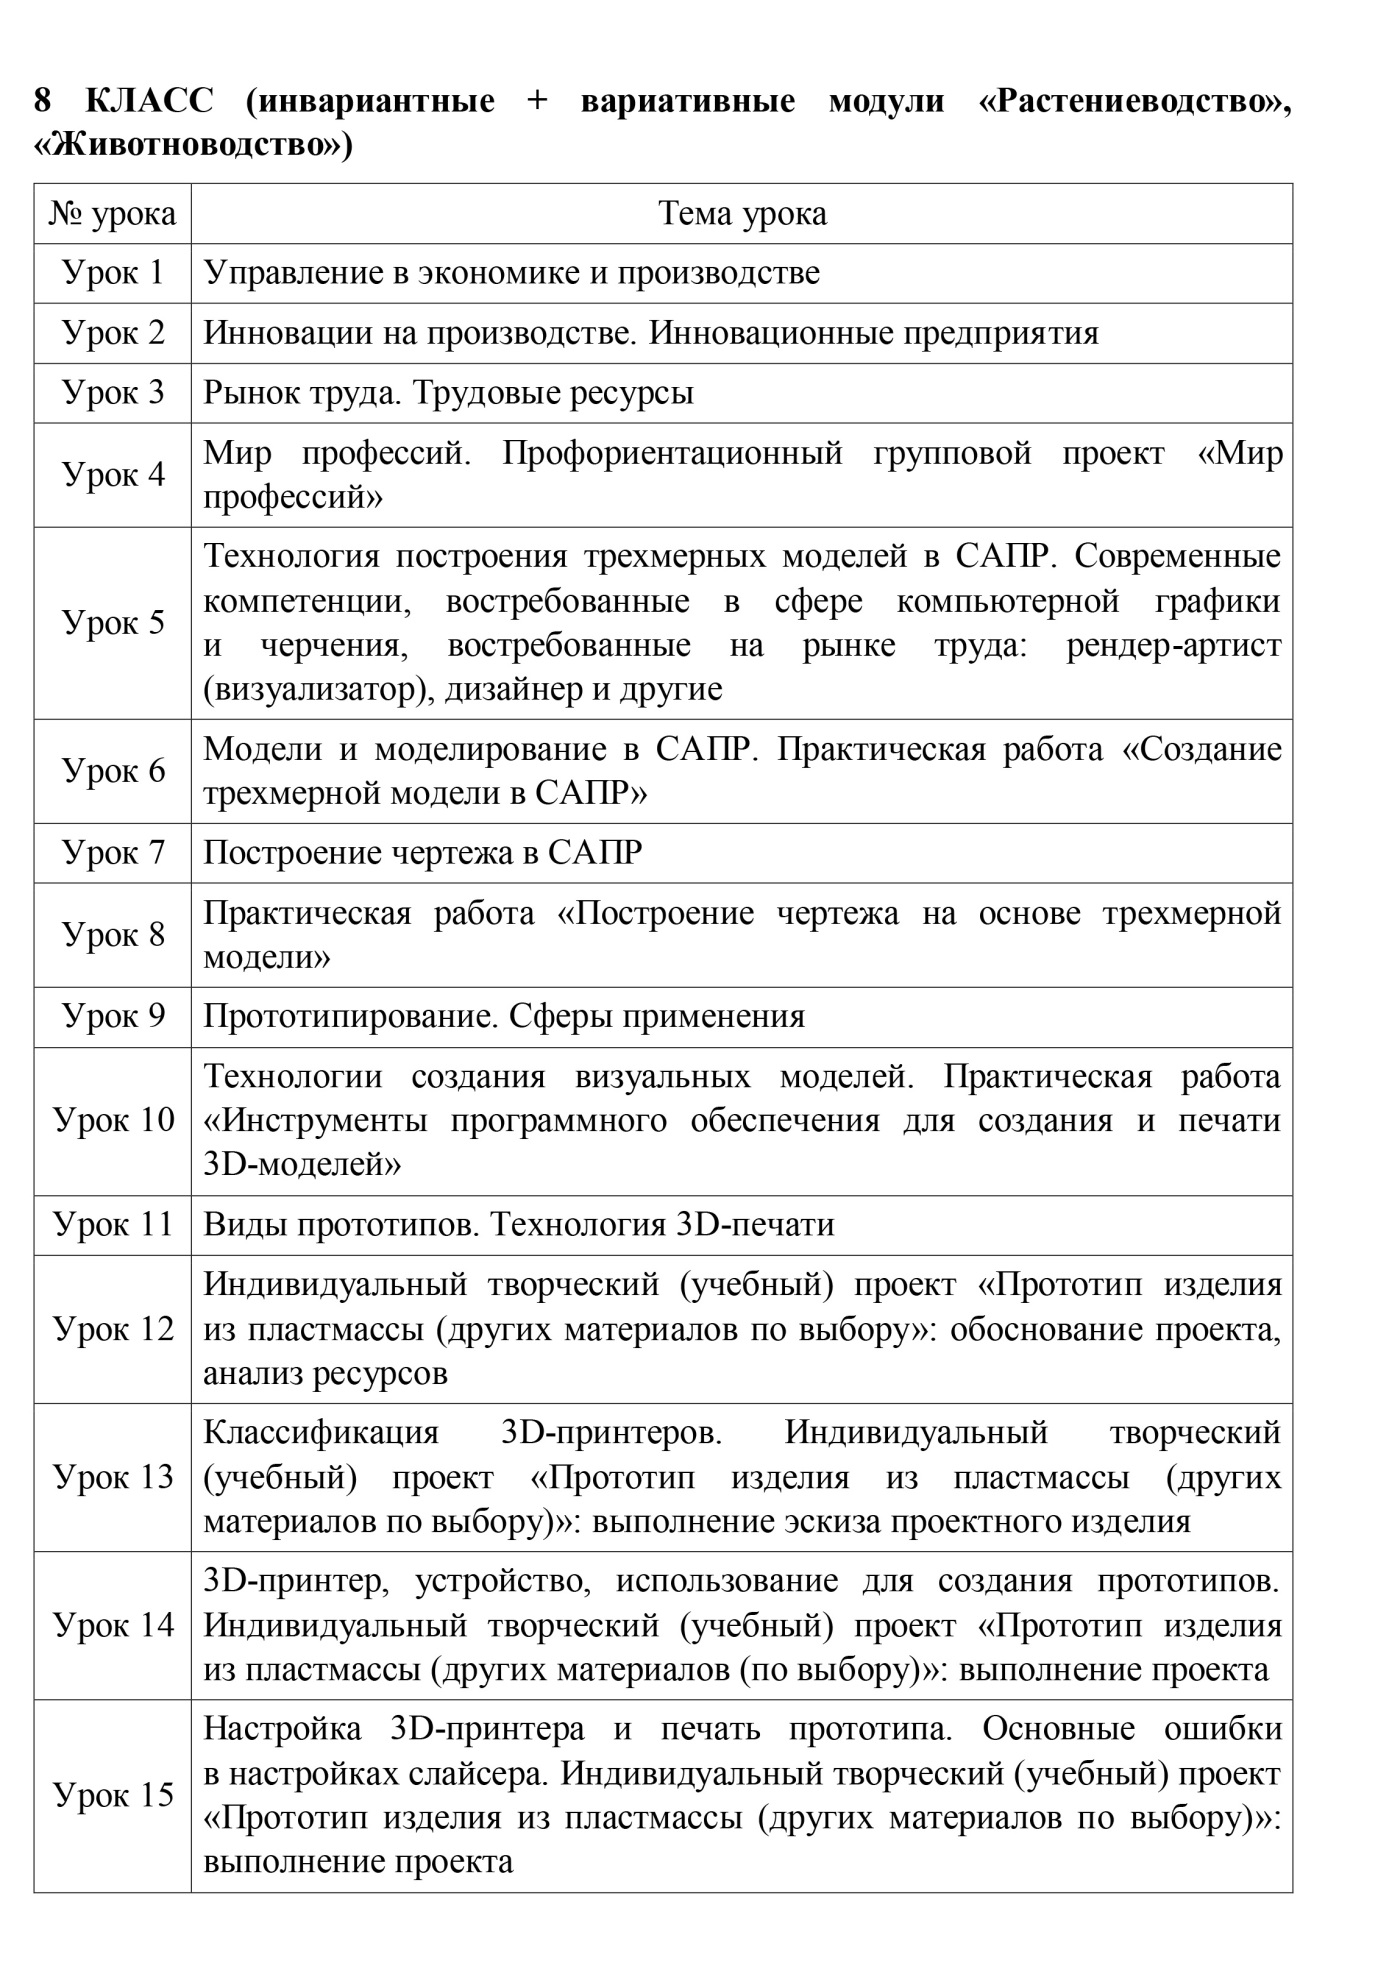 8 КЛАСС (инвариантные + вариативные модули «Растениеводство»,
«Животноводство»)
№ урока Тема урока
Урок 1 Управление в экономике и производстве
Урок 2 Инновации на производстве. Инновационные предприятия
Урок 3 Рынок труда. Трудовые ресурсы
Урок 4 Мир профессий. Профориентационный групповой проект «Мир
профессий»
Урок 5 Технология построения трехмерных моделей в САПР. Современные
компетенции, востребованные в сфере компьютерной графики
и черчения, востребованные на рынке труда: рендер-артист
(визуализатор), дизайнер и другие
Урок 6 Модели и моделирование в САПР. Практическая работа «Создание
трехмерной модели в САПР»
Урок 7 Построение чертежа в САПР
Урок 8 Практическая работа «Построение чертежа на основе трехмерной
модели»
Урок 9 Прототипирование. Сферы применения
Урок 10 Технологии создания визуальных моделей. Практическая работа
«Инструменты программного обеспечения для создания и печати
3D-моделей»
Урок 11 Виды прототипов. Технология 3D-печати
Урок 12 Индивидуальный творческий (учебный) проект «Прототип изделия
из пластмассы (других материалов по выбору»: обоснование проекта,
анализ ресурсов
Урок 13 Классификация 3D-принтеров. Индивидуальный творческий
(учебный) проект «Прототип изделия из пластмассы (других
материалов по выбору)»: выполнение эскиза проектного изделия
Урок 14 3D-принтер, устройство, использование для создания прототипов.
Индивидуальный творческий (учебный) проект «Прототип изделия
из пластмассы (других материалов (по выбору)»: выполнение проекта
Урок 15 Настройка 3D-принтера и печать прототипа. Основные ошибки
в настройках слайсера. Индивидуальный творческий (учебный) проект
«Прототип изделия из пластмассы (других материалов по выбору)»:
выполнение проекта